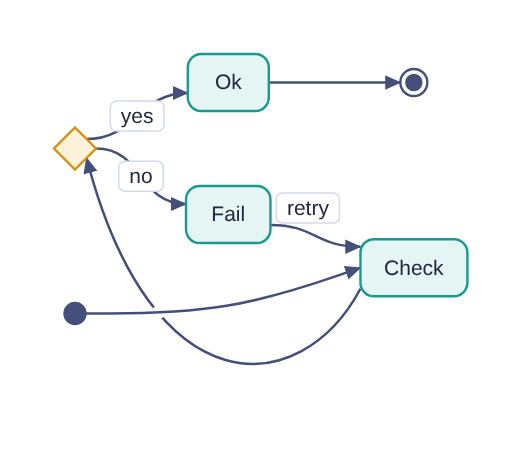 Ok
yes
no
Fail
retry
Check